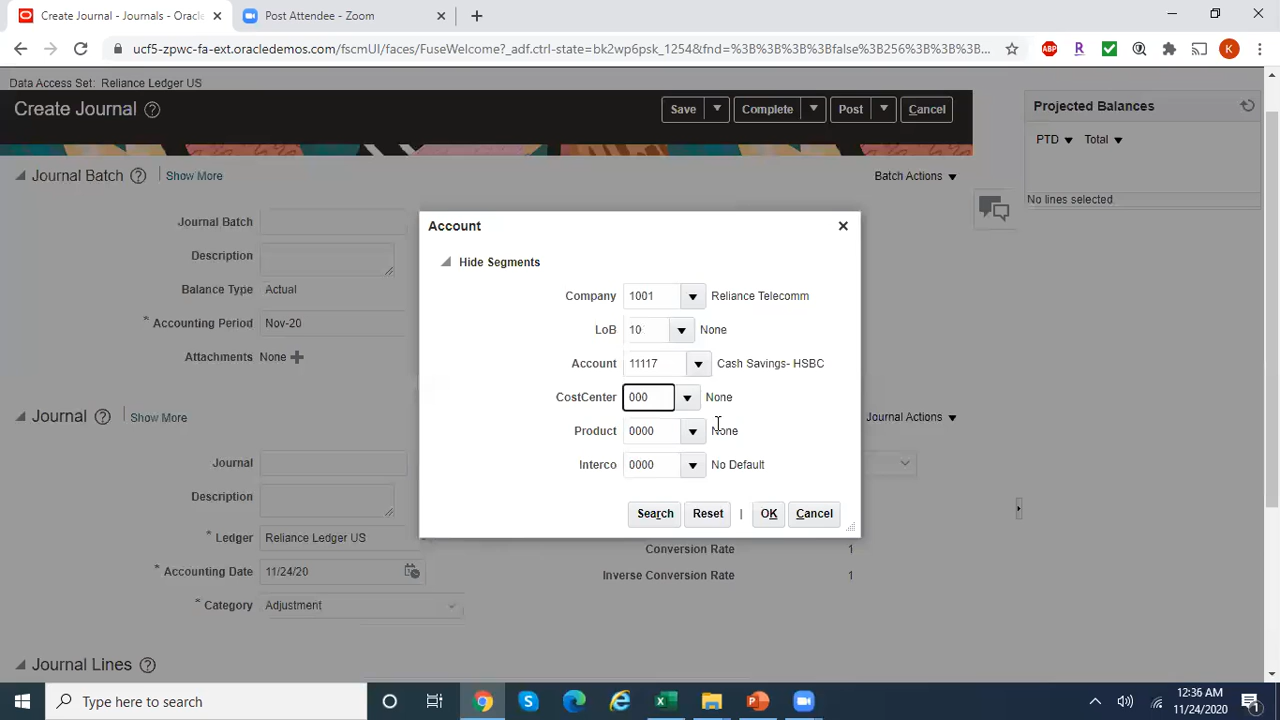 Create Journal - Journals - Oracle
Post Attendee - Zoom
ucf5-zpwc-fa-ext.oracledemos.com/fscmUI/faces/FuseWelcome?_adf.ctrl-state=bk2wp6psk_1254&fnd=%3B%3B%3B%3Bfalse%3B256%3B%3B%3...
Data Access Set: Reliance Ledger US
Create Journal
Save
Complete
Post
Cancel
Projected Balances
PTD
Total
No lines selected.
Journal Batch
Show More
Batch Actions
Journal Batch
Description
Balance Type Actual
* Accounting Period Nov-20
Attachments None
Account
Hide Segments
Company 1001 Reliance Telecomm
LoB 10 None
Account 11117 Cash Savings- HSBC
CostCenter 000 None
Product 0000 None
Interco 0000 No Default
Search
Reset
|
OK
Cancel
Journal
Show More
Journal Actions
Journal
Description
* Ledger Reliance Ledger US
Conversion Rate 1
* Accounting Date 11/24/20
Inverse Conversion Rate 1
* Category Adjustment
Journal Lines
Type here to search
12:36 AM
11/24/2020